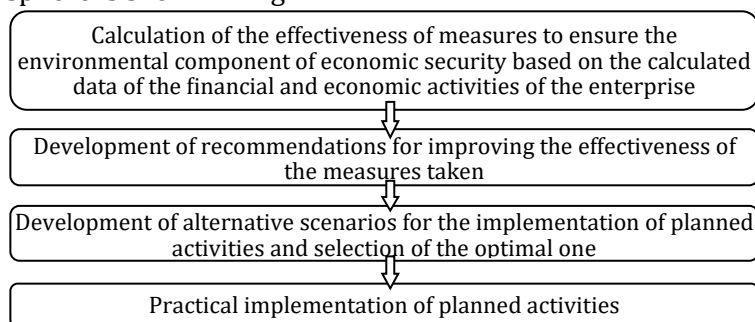 Calculation of the effectiveness of measures to ensure the
environmental component of economic security based on the calculated
data of the financial and economic activities of the enterprise
Development of recommendations for improving the effectiveness of
the measures taken
Development of alternative scenarios for the implementation of planned
activities and selection of the optimal one
Practical implementation of planned activities